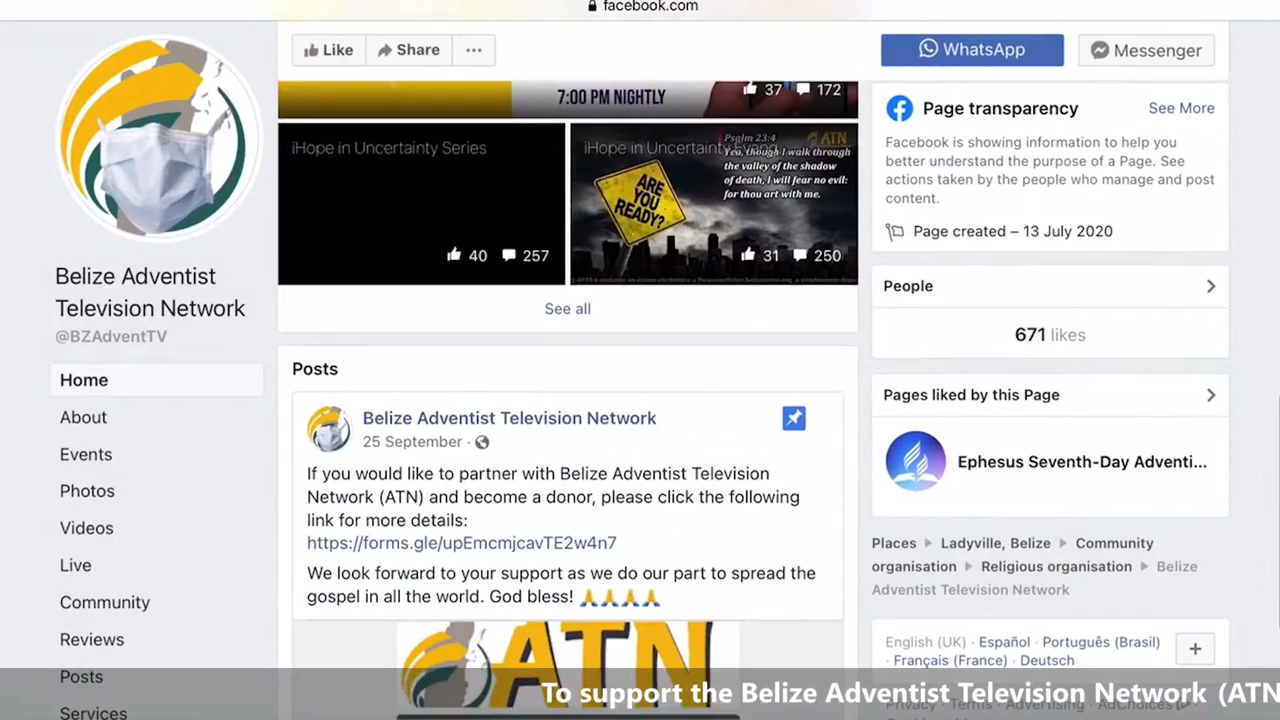 facebook.com
Like
Share
WhatsApp
Messenger
Belize Adventist
Television Network
@BZAdventTV
Home
About
Events
Photos
Videos
Live
Community
Reviews
Posts
Services
7:00 PM NIGHTLY
37 172
iHope in Uncertainty Series
40 257
iHope in Uncertainty Evang
ATN
Psalm 23:4
Yea, though I walk through
the valley of the shadow
of death, I will fear no evil:
for thou art with me.
ARE
YOU
READY?
31 250
See all
Posts
Belize Adventist Television Network
25 September
If you would like to partner with Belize Adventist Television
Network (ATN) and become a donor, please click the following
link for more details:
https://forms.gle/upEmcmjcavTE2w4n7
We look forward to your support as we do our part to spread the
gospel in all the world. God bless! 🙏🙏🙏🙏
ATN
Page transparency
See More
Facebook is showing information to help you
better understand the purpose of a Page. See
actions taken by the people who manage and post
content.
Page created – 13 July 2020
People
671 likes
Pages liked by this Page
Ephesus Seventh-Day Adventi...
Places Ladyville, Belize Community
organisation Religious organisation Belize
Adventist Television Network
English (UK) · Español · Português (Brasil)
· Français (France) · Deutsch
Privacy · Terms · Advertising · AdChoices
To support the Belize Adventist Television Network (ATN